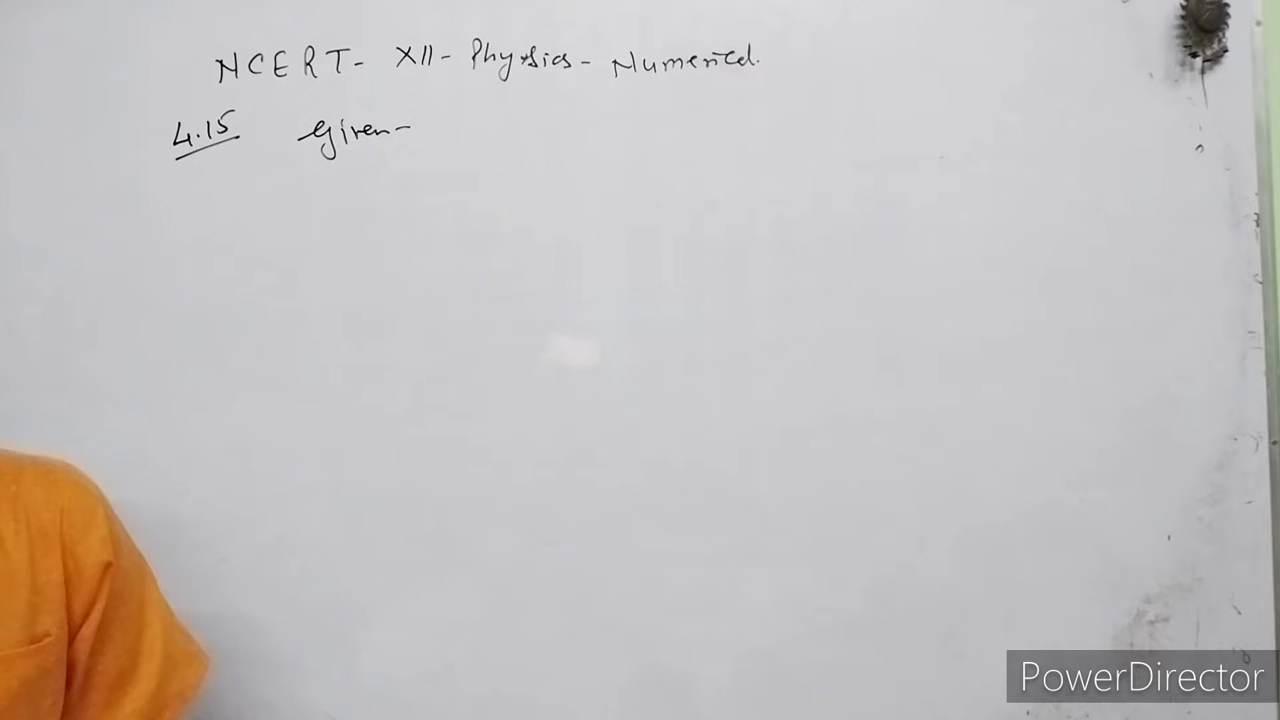 NCERT- XII- Physics- Numerical.
4.15 Given-
PowerDirector